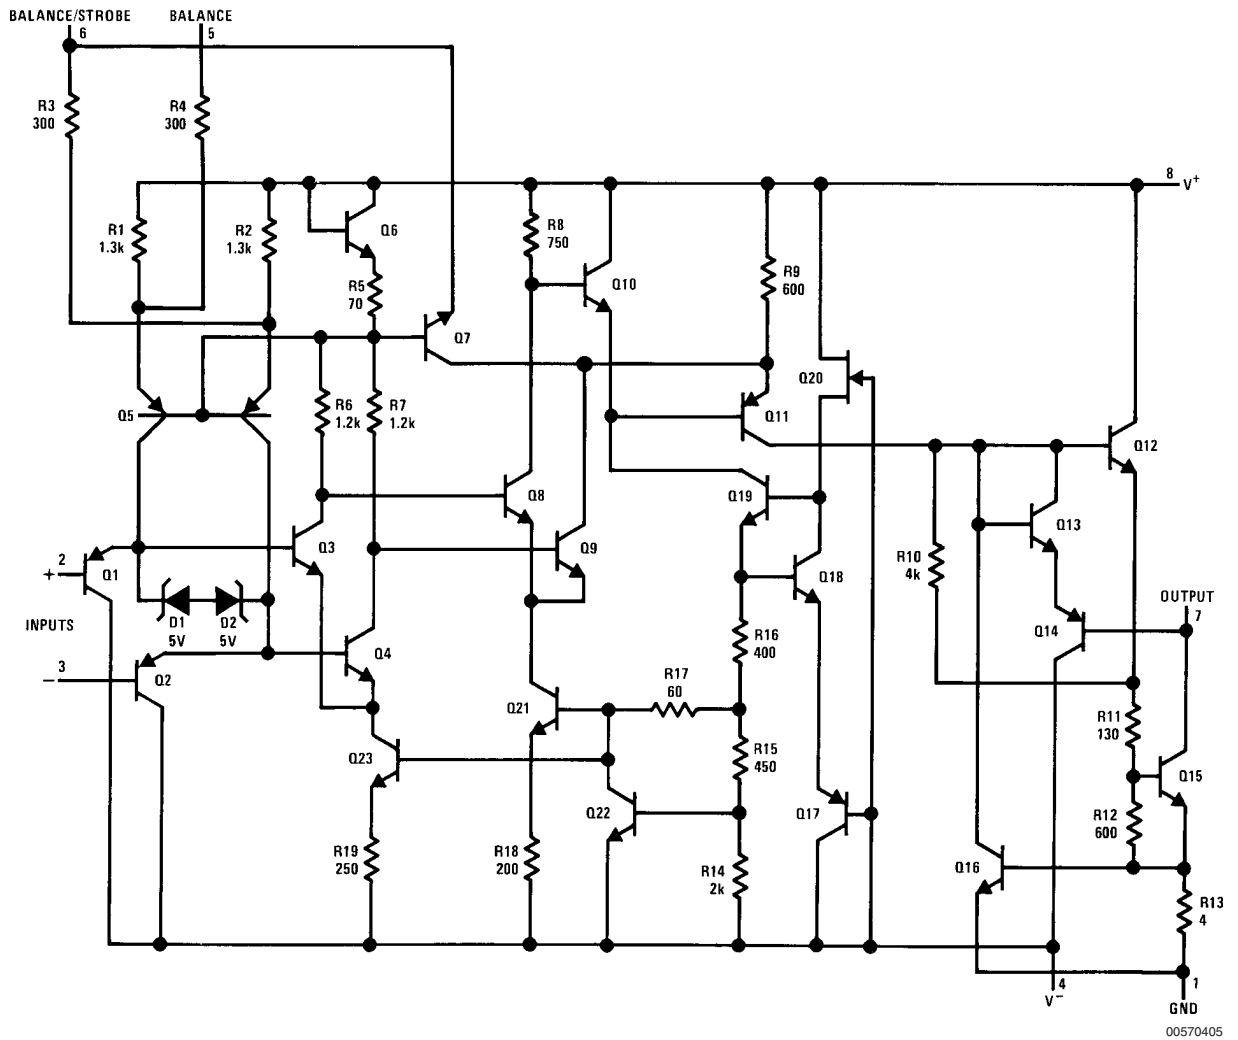 BALANCE/STROBE
6
BALANCE
5
R3
300
R4
300
8
V+
R1
1.3k
R2
1.3k
Q6
R5
70
R8
750
Q10
R9
600
Q7
Q20
Q5
R6
1.2k
R7
1.2k
Q11
Q12
Q8
Q19
Q13
Q3
Q9
Q18
R10
4k
+
2
Q1
INPUTS
D1
5V
D2
5V
OUTPUT
7
Q14
R16
400
−
3
Q2
Q4
R17
60
Q21
R11
130
Q23
R15
450
Q15
Q22
Q17
R12
600
R19
250
R18
200
R14
2k
Q16
R13
4
4
V−
1
GND
00570405